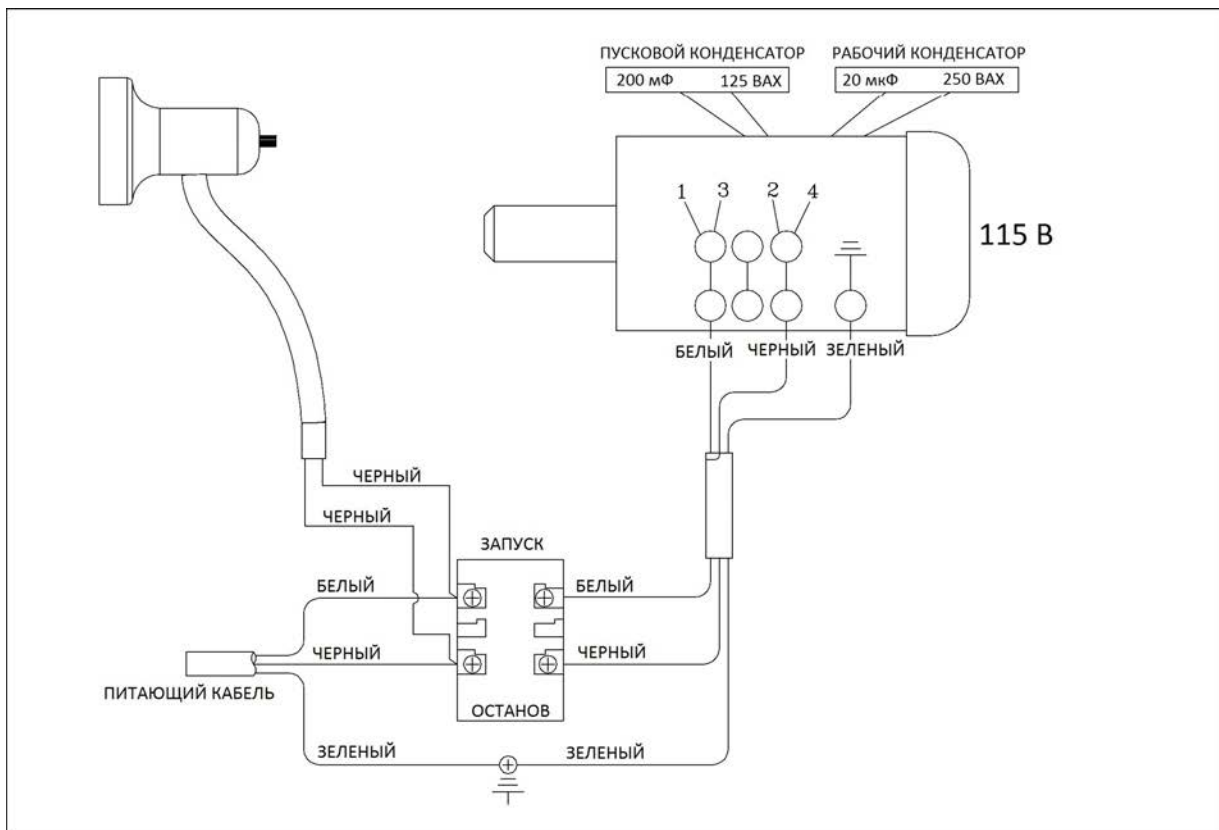 ПУСКОВОЙ КОНДЕНСАТОР РАБОЧИЙ КОНДЕНСАТОР
200 мФ 125 ВАХ 20 мкФ 250 ВАХ
1 3 2 4
115 В
БЕЛЫЙ ЧЕРНЫЙ ЗЕЛЕНЫЙ
ЧЕРНЫЙ
ЧЕРНЫЙ
ЗАПУСК
БЕЛЫЙ БЕЛЫЙ
ЧЕРНЫЙ ЧЕРНЫЙ
ПИТАЮЩИЙ КАБЕЛЬ
ОСТАНОВ
ЗЕЛЕНЫЙ ЗЕЛЕНЫЙ